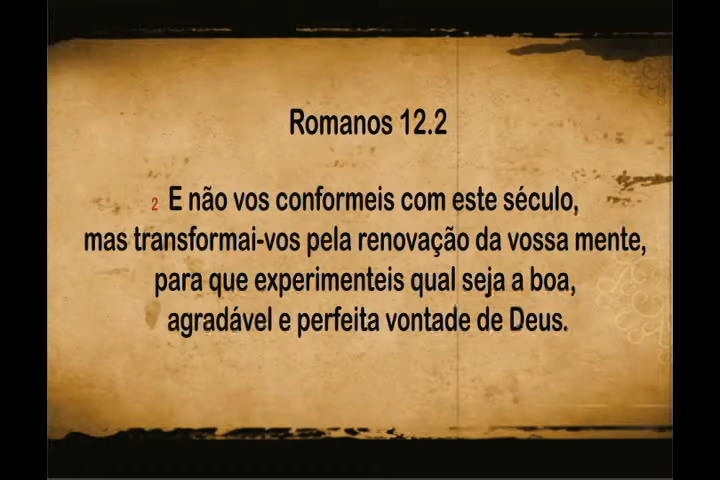 Romanos 12.2
2 E não vos conformeis com este século,
mas transformai-vos pela renovação da vossa mente,
para que experimenteis qual seja a boa,
agradável e perfeita vontade de Deus.